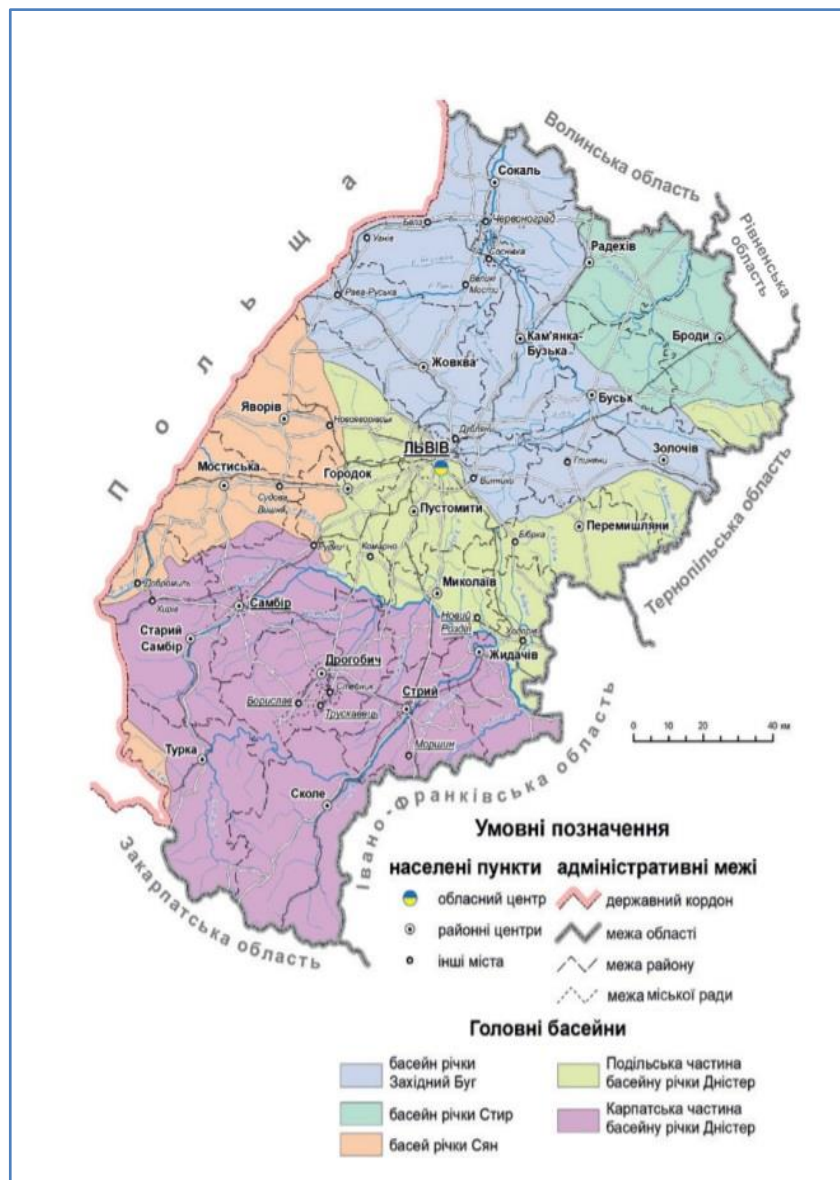 Волинська область
Польща
Рівненська
область
Сокаль
Белз
Червоноград
Угнів
Радехів
Соснівка
Великі
Мости
Рава-Руська
Кам'янка-
Бузька
Броди
Жовква
Буськ
Яворів
Новояворівськ
Дубляни
ЛЬВІВ
Золочів
Глиняни
Мостиська
Городок
Винники
Судова
Вишня
Пустомити
Перемишляни
Бібрка
Тернопільська область
Рудки
Комарно
Добромиль
Миколаїв
Хирів
Самбір
Новий
Розділ
Старий
Самбір
Ходорів
Жидачів
Дрогобич
Стебник
Борислав
Трускавець
Стрий
0 10 20 40 км
Турка
Моршин
Сколе
Івано-Франківська область
Закарпатська область
Умовні позначення
населені пункти
адміністративні межі
обласний центр
державний кордон
районні центри
межа області
інші міста
межа району
межа міської ради
Головні басейни
басейн річки
Західний Буг
Подільська частина
басейну річки Дністер
басейн річки Стир
Карпатська частина
басейну річки Дністер
басей річки Сян